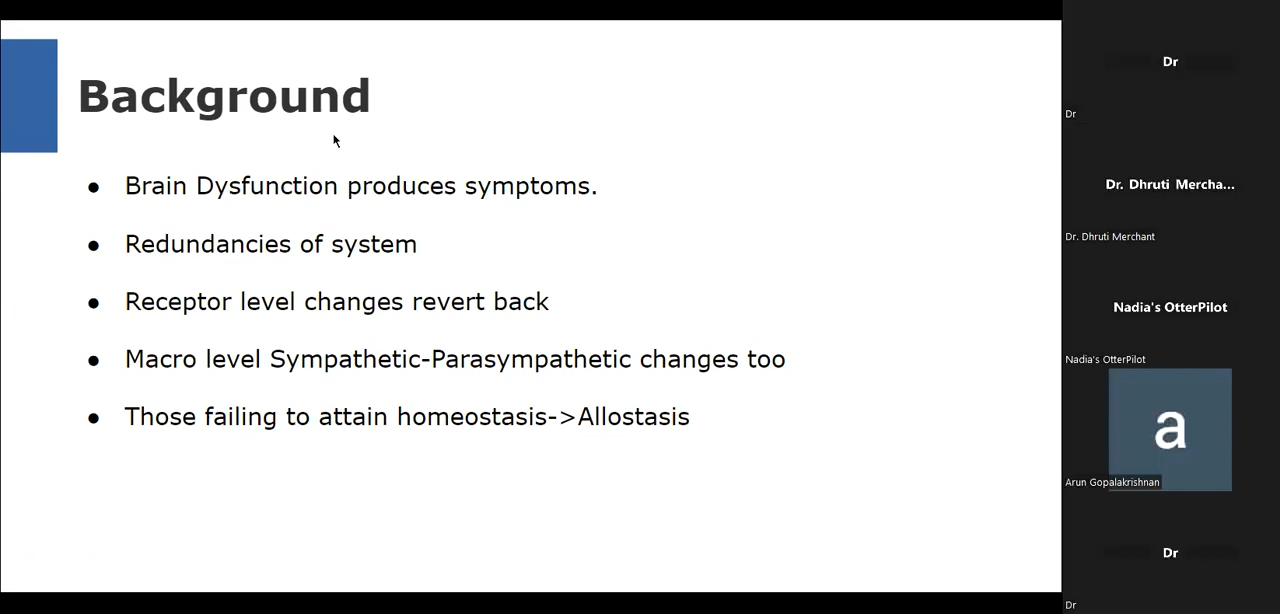 Background
● Brain Dysfunction produces symptoms.
● Redundancies of system
● Receptor level changes revert back
● Macro level Sympathetic-Parasympathetic changes too
● Those failing to attain homeostasis->Allostasis
Dr
Dr
Dr. Dhruti Mercha...
Dr. Dhruti Merchant
Nadia's OtterPilot
Nadia's OtterPilot
a
Arun Gopalakrishnan
Dr
Dr